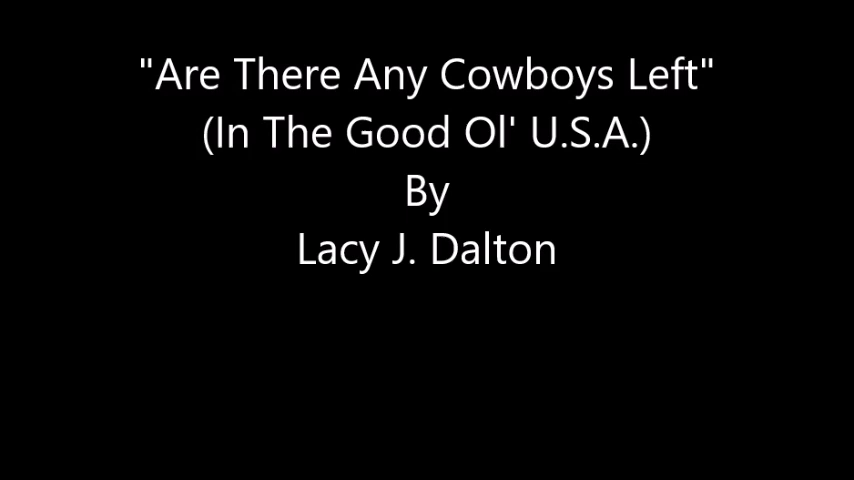 "Are There Any Cowboys Left"
(In The Good Ol' U.S.A.)
By
Lacy J. Dalton